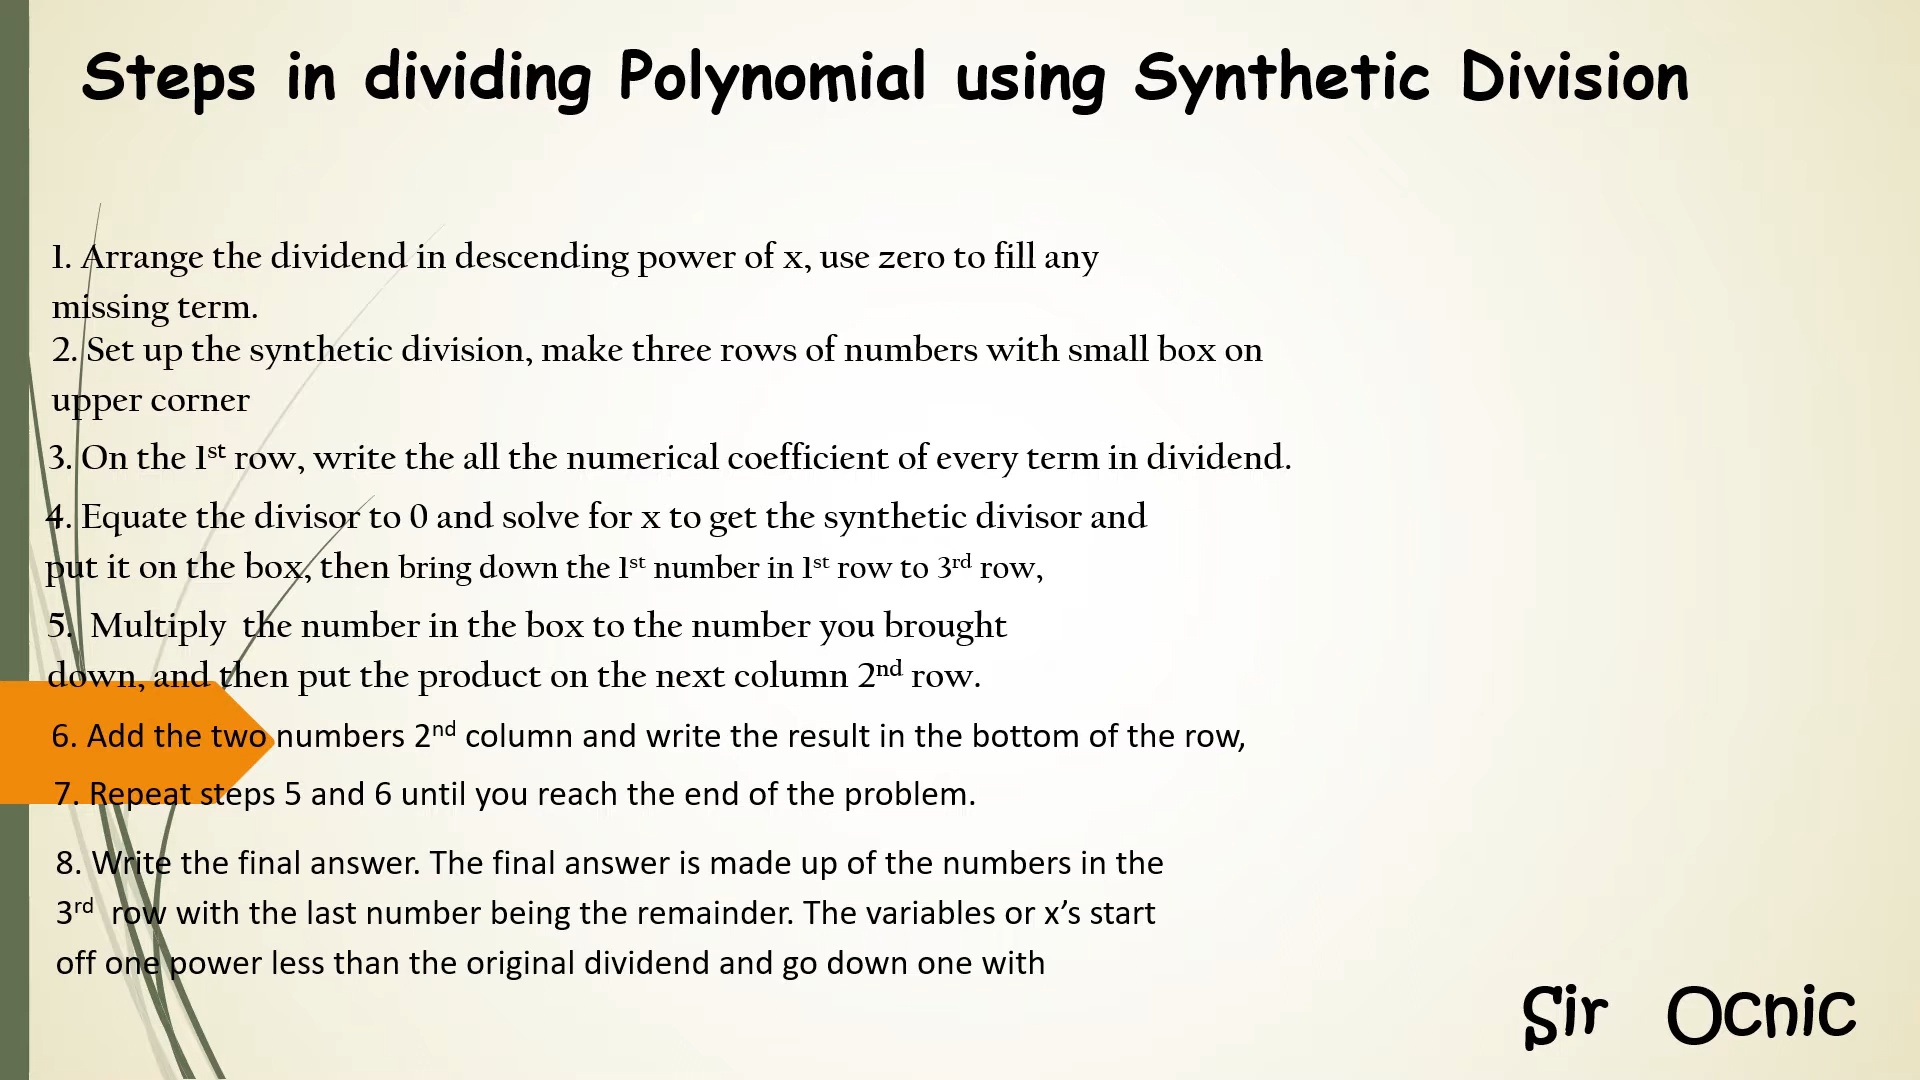 Steps in dividing Polynomial using Synthetic Division
1. Arrange the dividend in descending power of x, use zero to fill any
missing term.
2. Set up the synthetic division, make three rows of numbers with small box on
upper corner
3. On the 1st row, write the all the numerical coefficient of every term in dividend.
4. Equate the divisor to 0 and solve for x to get the synthetic divisor and
put it on the box, then bring down the 1st number in 1st row to 3rd row,
5. Multiply the number in the box to the number you brought
down, and then put the product on the next column 2nd row.
6. Add the two numbers 2nd column and write the result in the bottom of the row,
7. Repeat steps 5 and 6 until you reach the end of the problem.
8. Write the final answer. The final answer is made up of the numbers in the
3rd row with the last number being the remainder. The variables or x’s start
off one power less than the original dividend and go down one with
Sir Ocnic